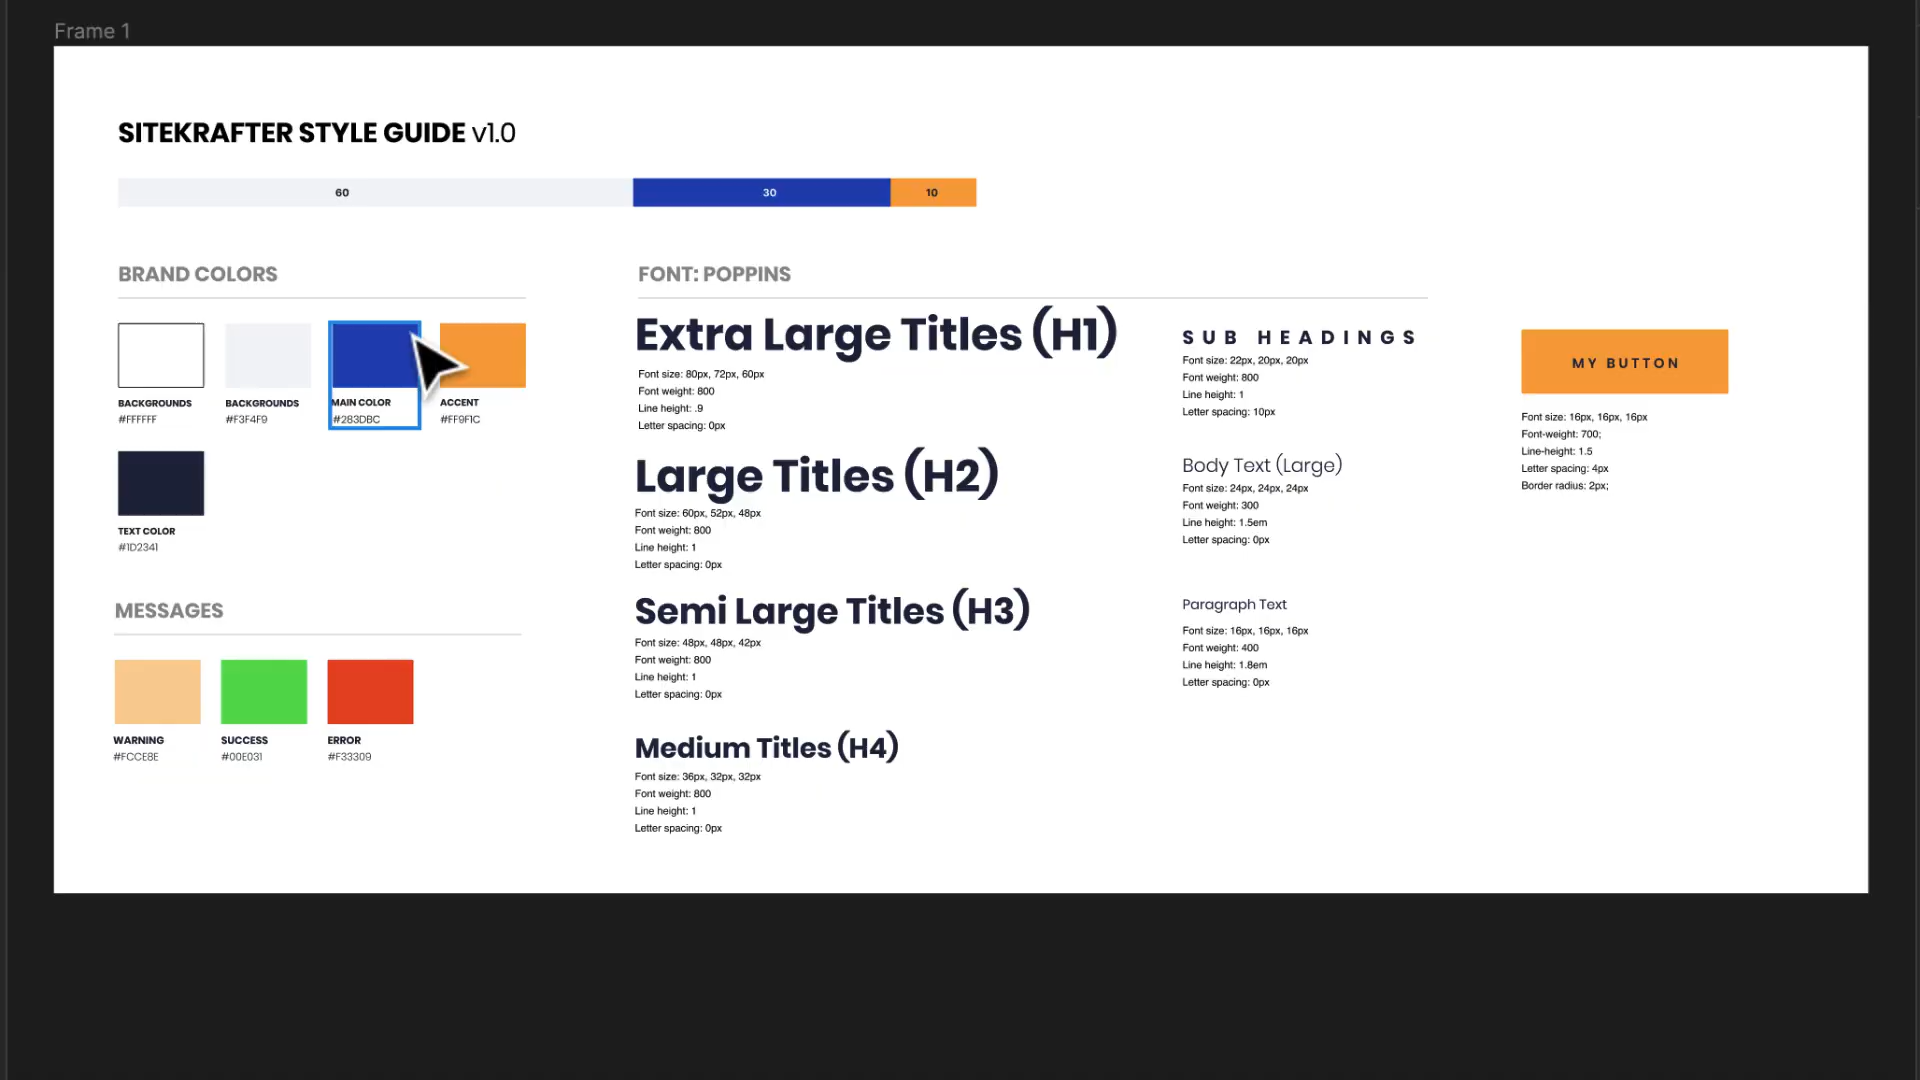 Frame 1
SITEKRAFTER STYLE GUIDE v1.0
60 30 10
BRAND COLORS
BACKGROUNDS
#FFFFFF
BACKGROUNDS
#F3F4F9
MAIN COLOR
#283DBC
ACCENT
#FF9F1C
TEXT COLOR
#1D2341
MESSAGES
WARNING
#FCCE8E
SUCCESS
#00E031
ERROR
#F33309
FONT: POPPINS
Extra Large Titles (H1)
Font size: 80px, 72px, 60px
Font weight: 800
Line height: .9
Letter spacing: 0px
Large Titles (H2)
Font size: 60px, 52px, 48px
Font weight: 800
Line height: 1
Letter spacing: 0px
Semi Large Titles (H3)
Font size: 48px, 48px, 42px
Font weight: 800
Line height: 1
Letter spacing: 0px
Medium Titles (H4)
Font size: 36px, 32px, 32px
Font weight: 800
Line height: 1
Letter spacing: 0px
SUB HEADINGS
Font size: 22px, 20px, 20px
Font weight: 800
Line height: 1
Letter spacing: 10px
Body Text (Large)
Font size: 24px, 24px, 24px
Font weight: 300
Line height: 1.5em
Letter spacing: 0px
Paragraph Text
Font size: 16px, 16px, 16px
Font weight: 400
Line height: 1.8em
Letter spacing: 0px
MY BUTTON
Font size: 16px, 16px, 16px
Font-weight: 700;
Line-height: 1.5
Letter spacing: 4px
Border radius: 2px;